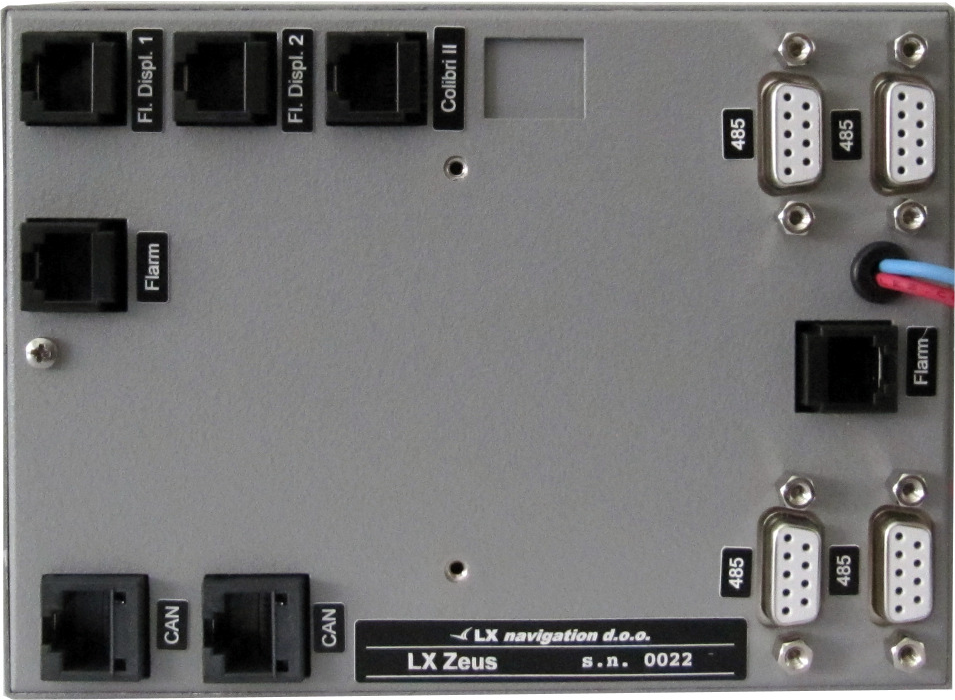 Fl. Displ. 1
Fl. Displ. 2
Colibri II
485
485
Flarm
Flarm
CAN
CAN
485
485
LX navigation d.o.o.
LX Zeus s.n. 0022